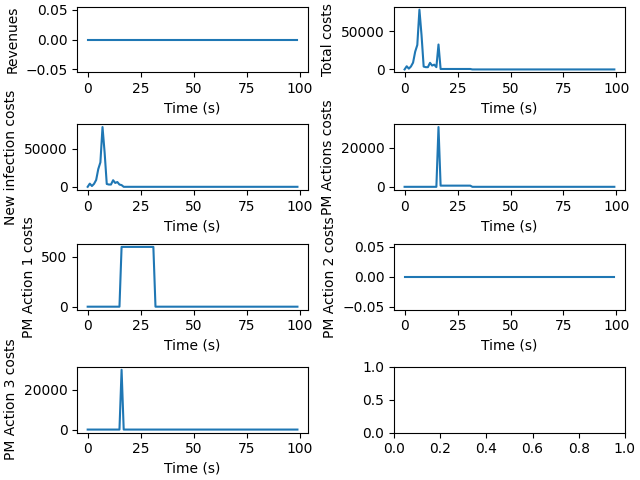 Revenues
0.05
0.00
−0.05
0 25 50 75 100
Time (s)
Total costs
50000
0
0 25 50 75 100
Time (s)
New infection costs
50000
0
0 25 50 75 100
Time (s)
PM Actions costs
20000
0
0 25 50 75 100
Time (s)
PM Action 1 costs
500
0
0 25 50 75 100
Time (s)
PM Action 2 costs
0.05
0.00
−0.05
0 25 50 75 100
Time (s)
PM Action 3 costs
20000
0
0 25 50 75 100
Time (s)
1.0
0.5
0.0
0.0 0.2 0.4 0.6 0.8 1.0